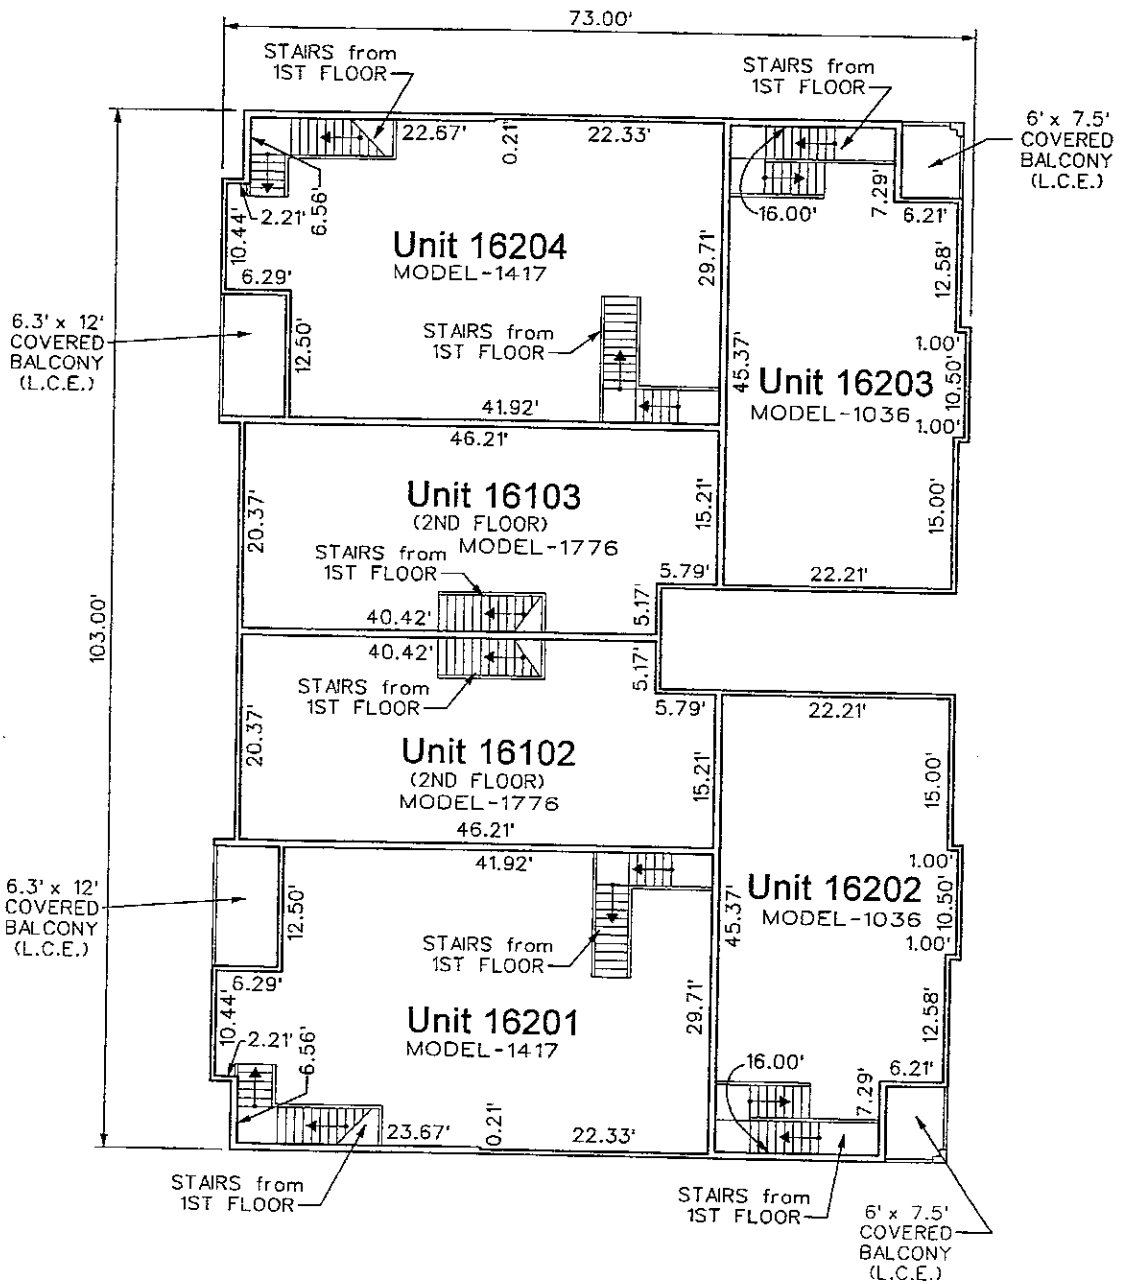 73.00'
STAIRS from
1ST FLOOR
STAIRS from
1ST FLOOR
6' x 7.5'
COVERED
BALCONY
(L.C.E.)
22.67'
0.21'
22.33'
2.21'
6.56'
16.00'
7.29'
6.21'
10.44'
6.29'
Unit 16204
MODEL-1417
29.71'
12.58'
6.3' x 12'
COVERED
BALCONY
(L.C.E.)
12.50'
STAIRS from
1ST FLOOR
41.92'
45.37'
1.00'
10.50'
1.00'
Unit 16203
MODEL-1036
46.21'
20.37'
Unit 16103
(2ND FLOOR)
MODEL-1776
15.21'
15.00'
STAIRS from
1ST FLOOR
5.79'
22.21'
40.42'
5.17'
103.00'
40.42'
5.17'
STAIRS from
1ST FLOOR
5.79'
22.21'
20.37'
Unit 16102
(2ND FLOOR)
MODEL-1776
15.21'
15.00'
46.21'
41.92'
1.00'
10.50'
1.00'
6.3' x 12'
COVERED
BALCONY
(L.C.E.)
12.50'
STAIRS from
1ST FLOOR
45.37'
Unit 16202
MODEL-1036
6.29'
10.44'
Unit 16201
MODEL-1417
29.71'
12.58'
2.21'
6.56'
16.00'
7.29'
6.21'
23.67'
0.21'
22.33'
STAIRS from
1ST FLOOR
STAIRS from
1ST FLOOR
6' x 7.5'
COVERED
BALCONY
(L.C.E.)